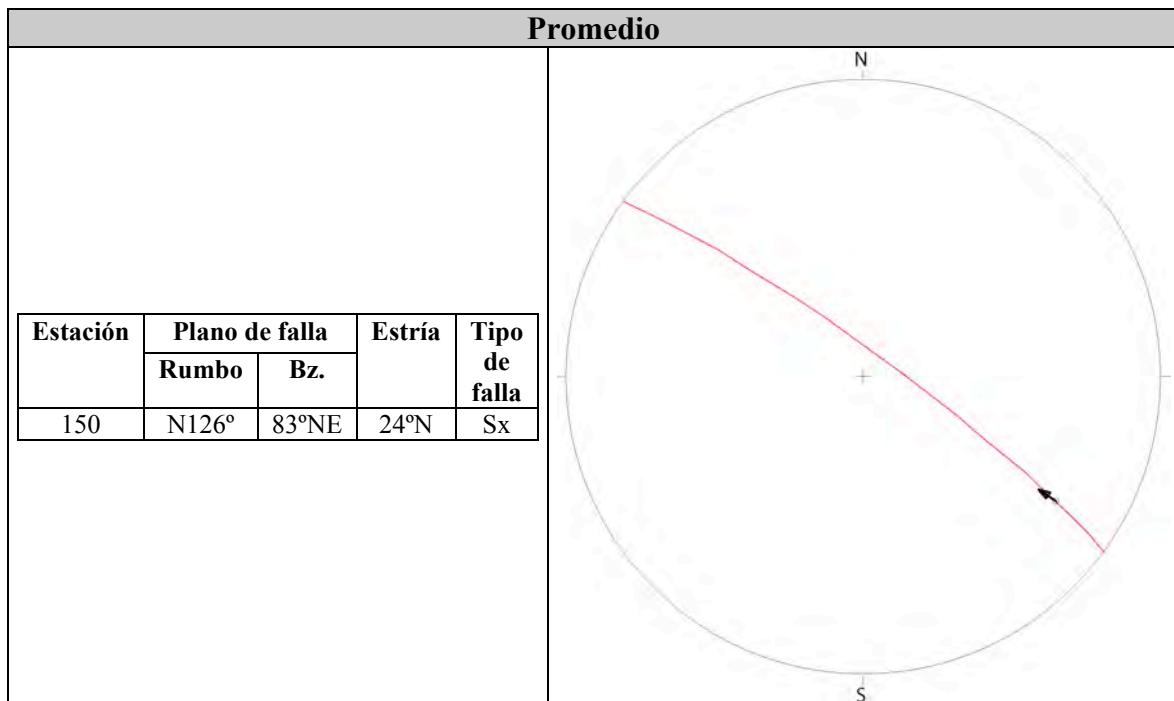 Promedio
Estación Plano de falla Estría Tipo de falla
Rumbo Bz.
150 N126º 83ºNE 24ºN Sx
N
S